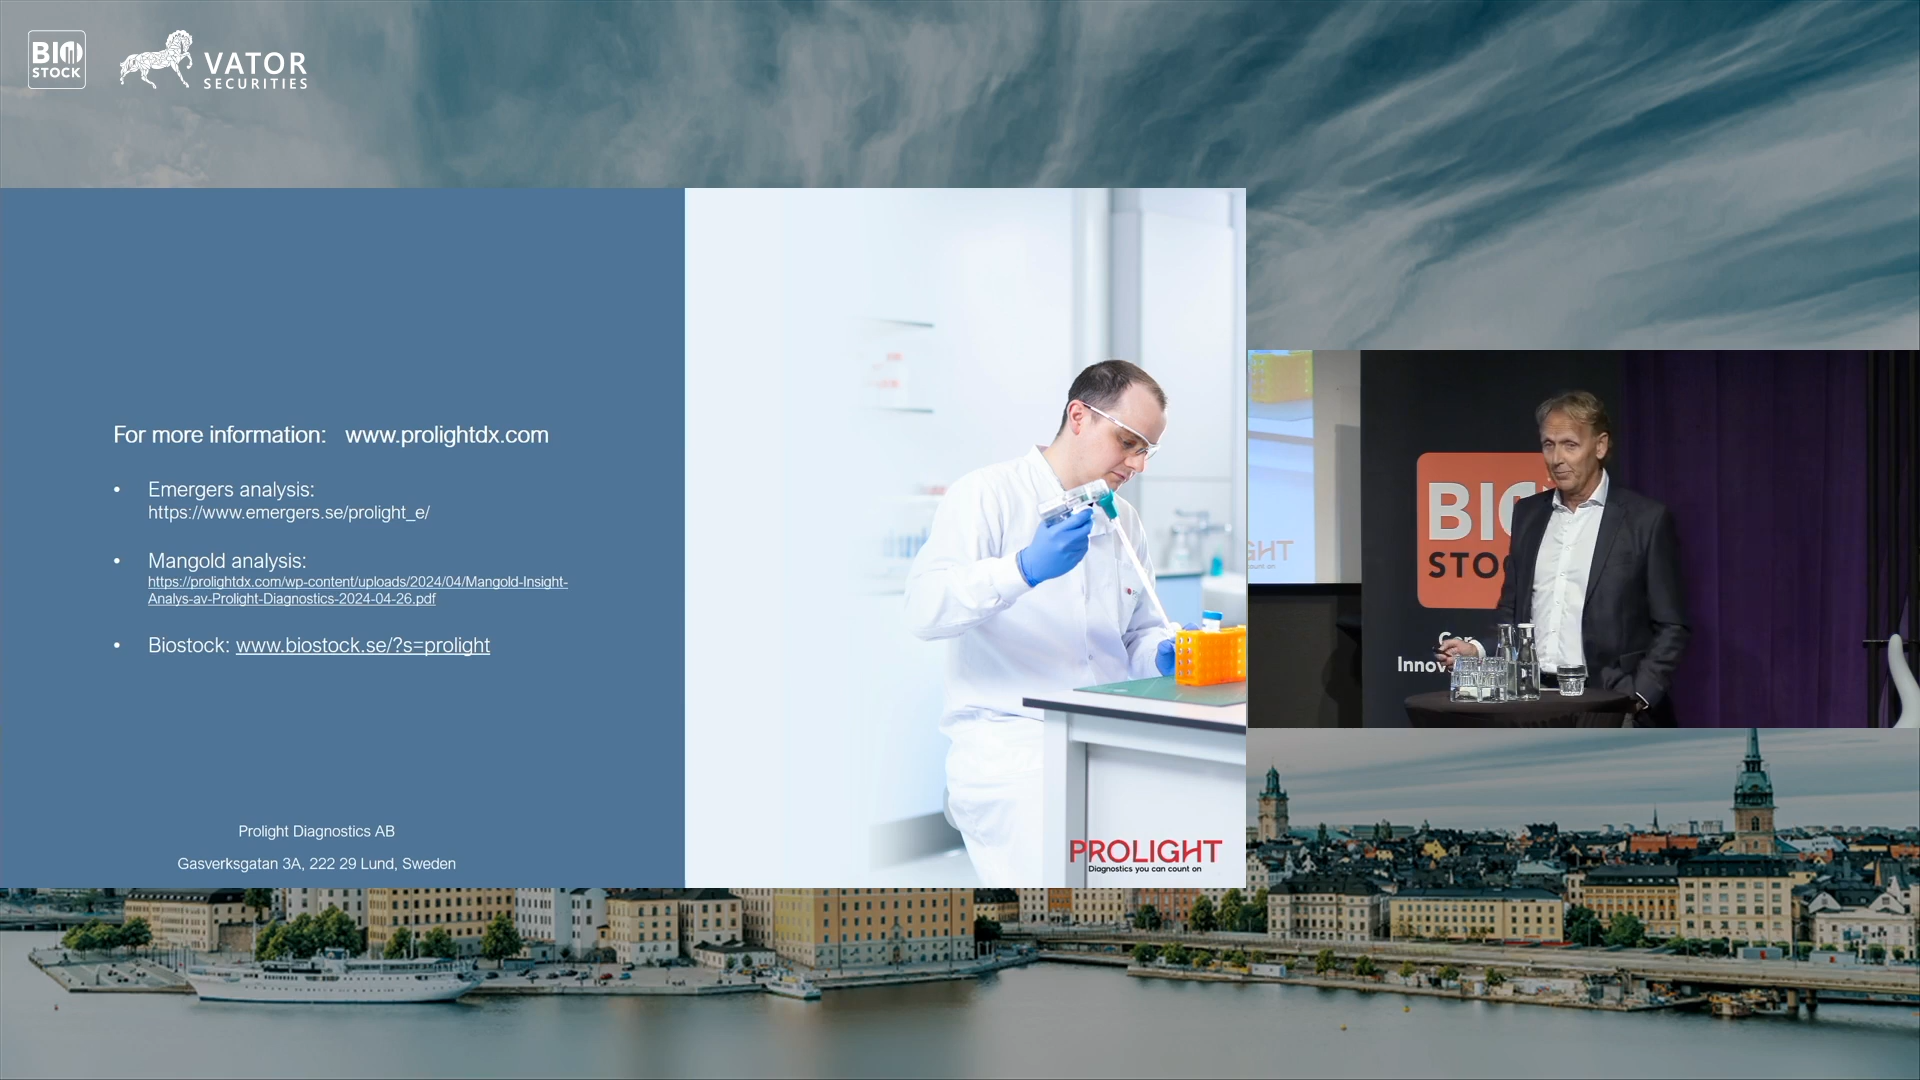 BIO
STOCK
VATOR
SECURITIES
For more information: www.prolightdx.com
• Emergers analysis:
https://www.emergers.se/prolight_e/
• Mangold analysis:
https://prolightdx.com/wp-content/uploads/2024/04/Mangold-Insight-
Analys-av-Prolight-Diagnostics-2024-04-26.pdf
• Biostock: www.biostock.se/?s=prolight
Prolight Diagnostics AB
Gasverksgatan 3A, 222 29 Lund, Sweden
PROLIGHT
Diagnostics you can count on
BIO
STO
Innov
GHT